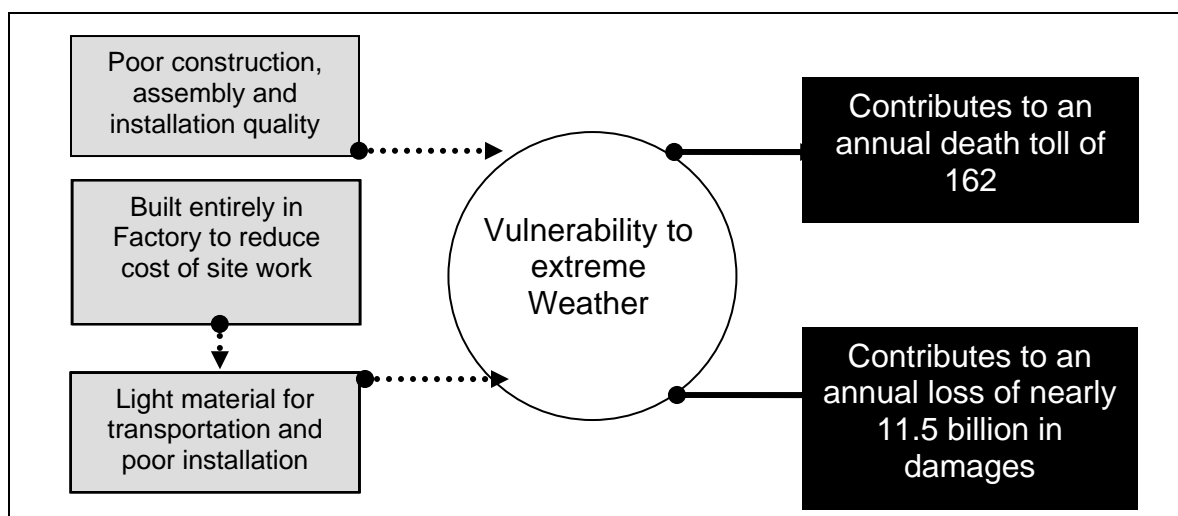 Poor construction,
assembly and
installation quality
Built entirely in
Factory to reduce
cost of site work
Light material for
transportation and
poor installation
Vulnerability to
extreme
Weather
Contributes to an
annual death toll of
162
Contributes to an
annual loss of nearly
11.5 billion in
damages